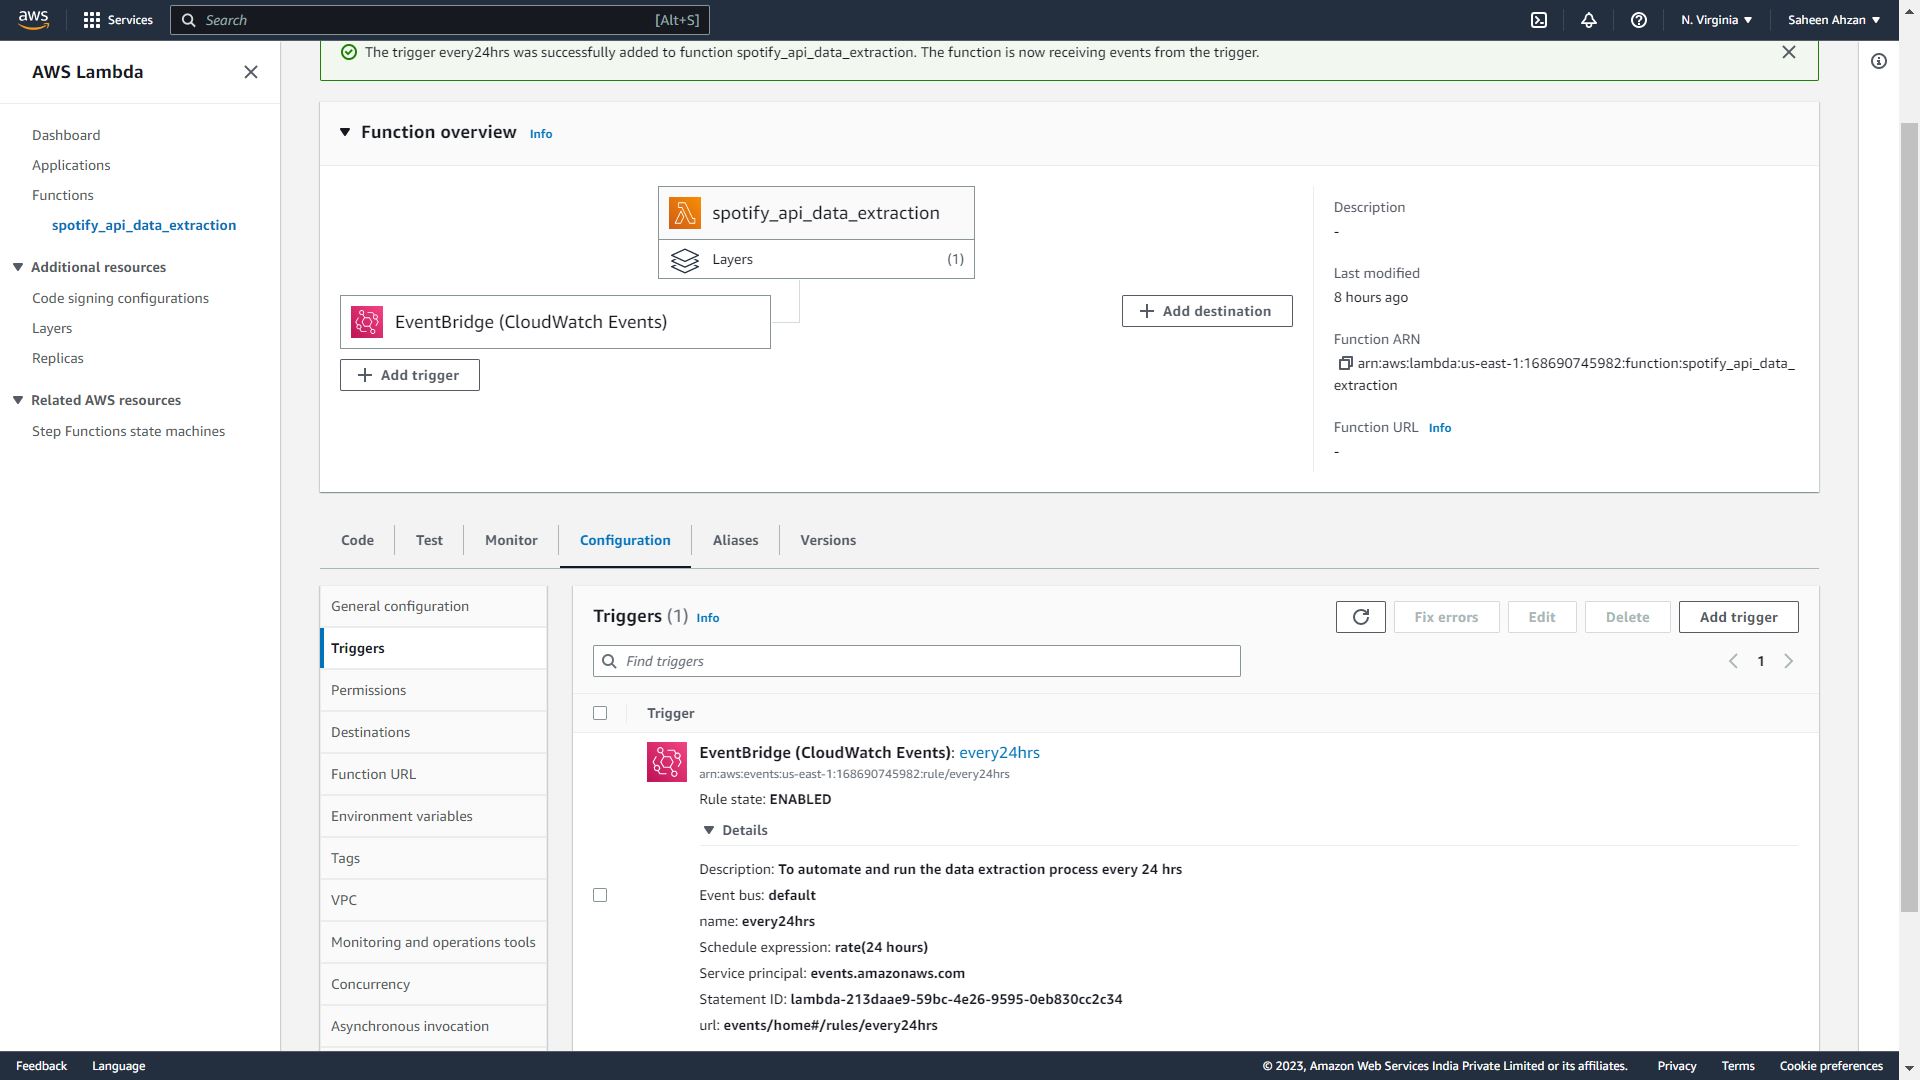 aws
Services
Search
[Alt+S]
N. Virginia
Saheen Ahzan
The trigger every24hrs was successfully added to function spotify_api_data_extraction. The function is now receiving events from the trigger.
AWS Lambda
Dashboard
Applications
Functions
spotify_api_data_extraction
Additional resources
Code signing configurations
Layers
Replicas
Related AWS resources
Step Functions state machines
Function overview Info
spotify_api_data_extraction
Layers (1)
EventBridge (CloudWatch Events)
Add trigger
Add destination
Description
-
Last modified
8 hours ago
Function ARN
arn:aws:lambda:us-east-1:168690745982:function:spotify_api_data_
extraction
Function URL Info
-
Code
Test
Monitor
Configuration
Aliases
Versions
General configuration
Triggers
Permissions
Destinations
Function URL
Environment variables
Tags
VPC
Monitoring and operations tools
Concurrency
Asynchronous invocation
Triggers (1) Info
Fix errors
Edit
Delete
Add trigger
Find triggers
1
Trigger
EventBridge (CloudWatch Events): every24hrs
arn:aws:events:us-east-1:168690745982:rule/every24hrs
Rule state: ENABLED
Details
Description: To automate and run the data extraction process every 24 hrs
Event bus: default
name: every24hrs
Schedule expression: rate(24 hours)
Service principal: events.amazonaws.com
Statement ID: lambda-213daae9-59bc-4e26-9595-0eb830cc2c34
url: events/home#/rules/every24hrs
Feedback
Language
© 2023, Amazon Web Services India Private Limited or its affiliates.
Privacy
Terms
Cookie preferences